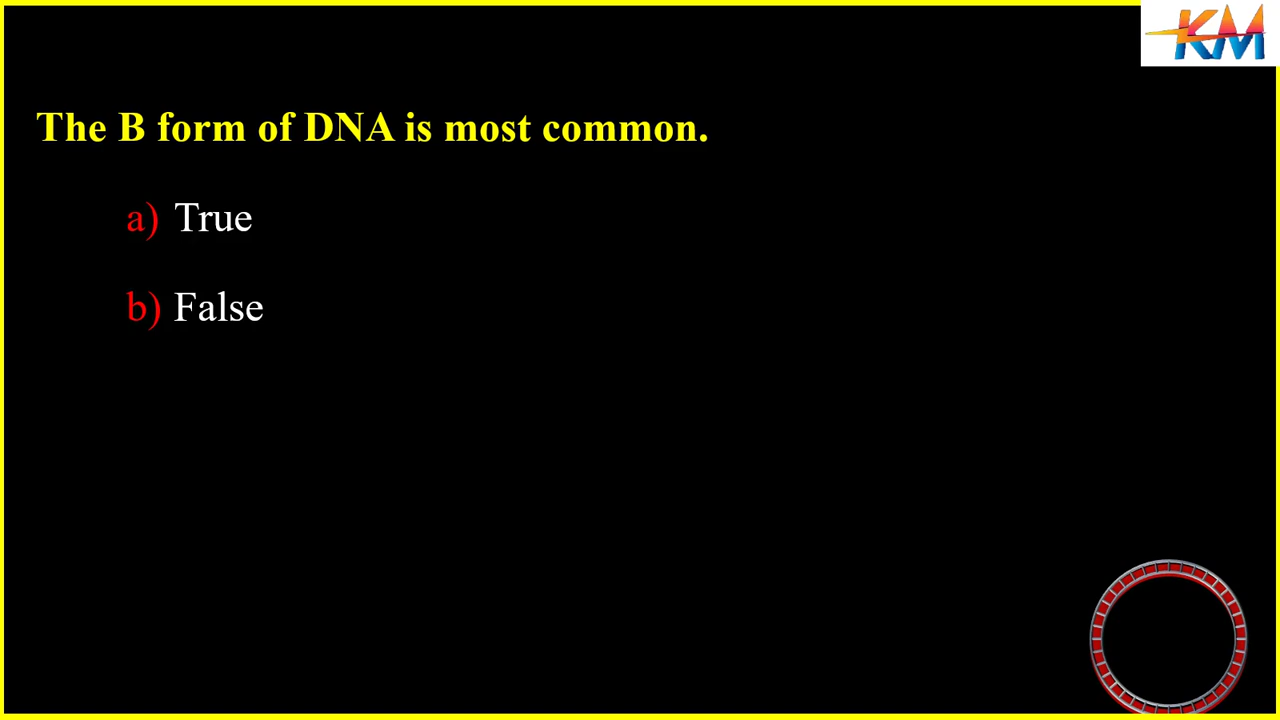 KM
The B form of DNA is most common.
a) True
b) False